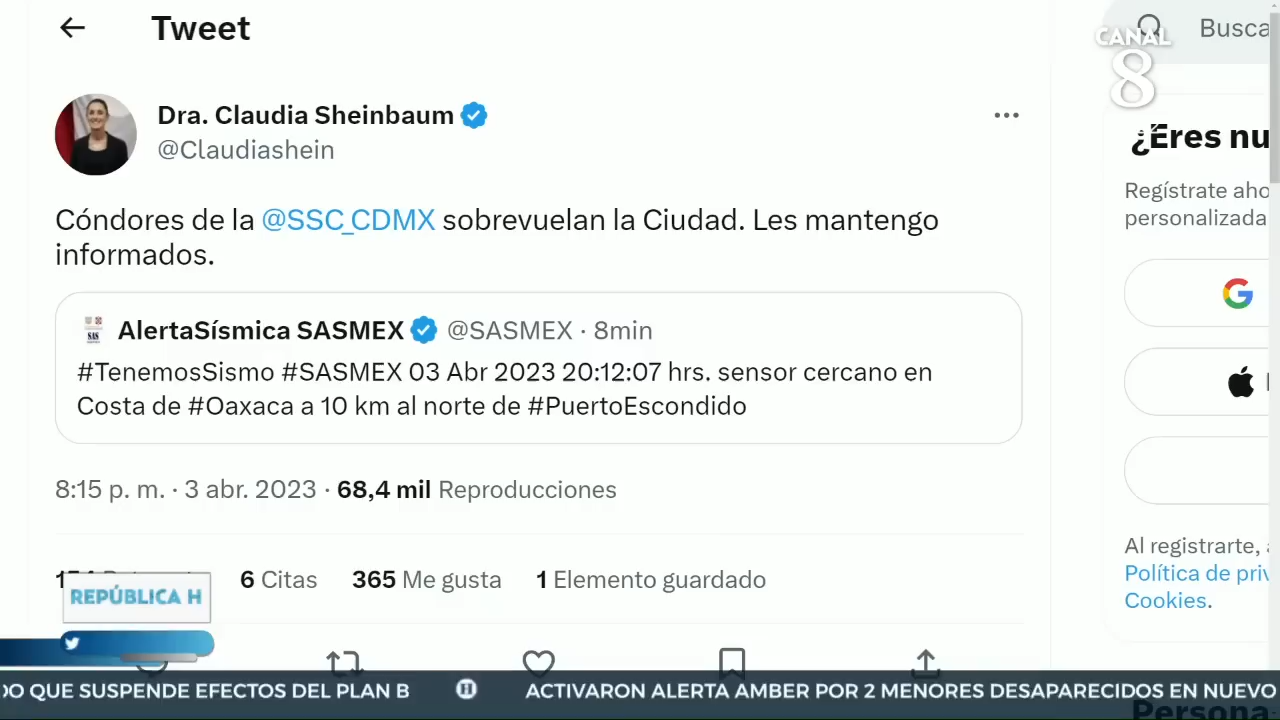 Tweet
Busca
CANAL
8
Dra. Claudia Sheinbaum
@Claudiashein
Cóndores de la @SSC_CDMX sobrevuelan la Ciudad. Les mantengo
informados.
AlertaSísmica SASMEX @SASMEX · 8min
#TenemosSismo #SASMEX 03 Abr 2023 20:12:07 hrs. sensor cercano en
Costa de #Oaxaca a 10 km al norte de #PuertoEscondido
8:15 p. m. · 3 abr. 2023 · 68,4 mil Reproducciones
6 Citas 365 Me gusta 1 Elemento guardado
¿Eres nu
Regístrate aho
personalizada
Al registrarte,
Política de priv
Cookies.
REPÚBLICA H
DO QUE SUSPENDE EFECTOS DEL PLAN B H ACTIVARON ALERTA AMBER POR 2 MENORES DESAPARECIDOS EN NUEVO
Persona